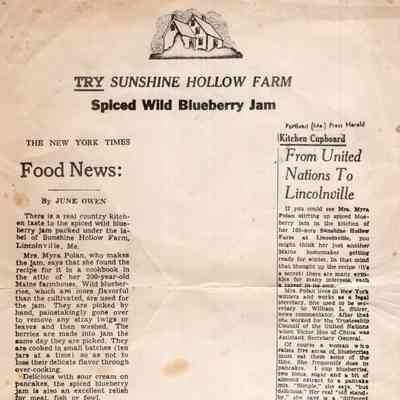 TRY SUNSHINE HOLLOW FARM
Spiced Wild Blueberry Jam
THE NEW YORK TIMES
Food News:
By JUNE OWEN
There is a real country kitch-
en taste to the spiced wild blue-
berry jam packed under the la-
bel of Sunshine Hollow Farm,
Lincolnville, Me.
Mrs. Myra Polan, who makes
the jam, says that she found the
recipe for it in a cookbook in
the attic of her 200-year-old
Maine farmhouse. Wild blueber-
ries, which are more flavorful
than the cultivated, are used for
the jam. They are picked by
hand, painstakingly gone over
to remove any stray twigs or
leaves and then washed. The
berries are made into jam the
same day they are picked. They
are cooked in small batches (ten
jars at a time) so as not to
lose their delicate flavor through
over-cooking.
Delicious with sour cream on
pancakes, the spiced blueberry
jam is also an excellent relish
for meat, fish or fowl.
Portland (Me.) Press Herald
Kitchen Cupboard
From United
Nations To
Lincolnville
If you could see Mrs. Myra
Polan stirring up spiced blue-
berry jam in the kitchen of
her 160-acre Sunshine Hollow
Farm at Lincolnville, you
might think her just another
Maine homemaker getting
ready for winter. In that mind
that thought up the recipe (it's
a secret) there are many
for many interests, each
a career in its own.
Mrs. Polan lives in New York
winters and works as a legal
secretary. She used to be sec-
retary to William L. Shirer,
news commentator. After that
she worked for the Preparatory
Council of the United Nations
when Victor Hoo of China was
Assistant Secretary General.
Of course a woman who
raises five acres of blueberries
must eat them some of the
time. She frequently does in
pancakes. 1 cup blueberries,
two tbsps. sugar and a bit of
almond extract to a pancake
mix. "Simple," she says, "but
delicious." Her real "off stand-
by," she says is a "different